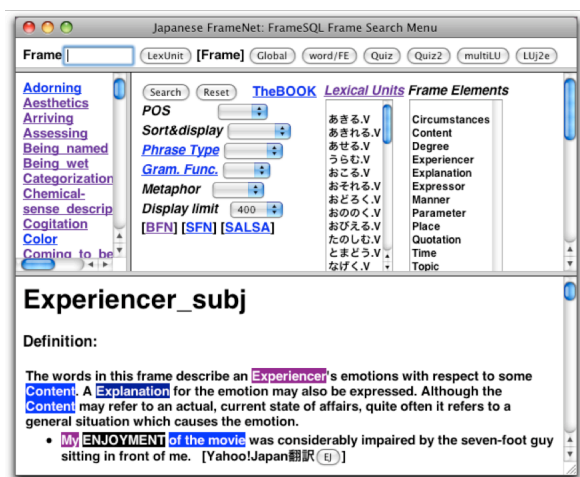 Japanese FrameNet: FrameSQL Frame Search Menu
Frame LexUnit [Frame] Global word/FE Quiz Quiz2 multiLU LUj2e
Adorning
Aesthetics
Arriving
Assessing
Being_named
Being_wet
Categorization
Chemical-
sense_descrip
Cogitation
Color
Coming_to_be
Search Reset TheBOOK Lexical Units Frame Elements
POS
Sort&display
Phrase Type
Gram. Func.
Metaphor
Display limit 400
[BFN] [SFN] [SALSA]
あきる.V
あきれる.V
あせる.V
うらむ.V
おこる.V
おそれる.V
おどろく.V
おののく.V
おびえる.V
たのしむ.V
とまどう.V
なげく.V
Circumstances
Content
Degree
Experiencer
Explanation
Expressor
Manner
Parameter
Place
Quotation
Time
Topic
Experiencer_subj
Definition:
The words in this frame describe an Experiencer's emotions with respect to some
Content. A Explanation for the emotion may also be expressed. Although the
Content may refer to an actual, current state of affairs, quite often it refers to a
general situation which causes the emotion.
• My ENJOYMENT of the movie was considerably impaired by the seven-foot guy
sitting in front of me. [Yahoo!Japan翻訳 EJ ]